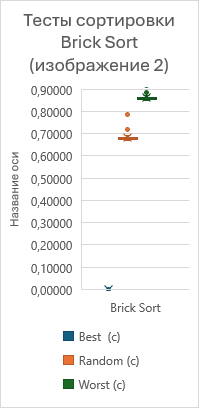 Тесты сортировки
Brick Sort
(изображение 2)
0,90000
0,80000
0,70000
0,60000
0,50000
0,40000
0,30000
0,20000
0,10000
0,00000
Название оси
Brick Sort
Best (с)
Random (с)
Worst (с)